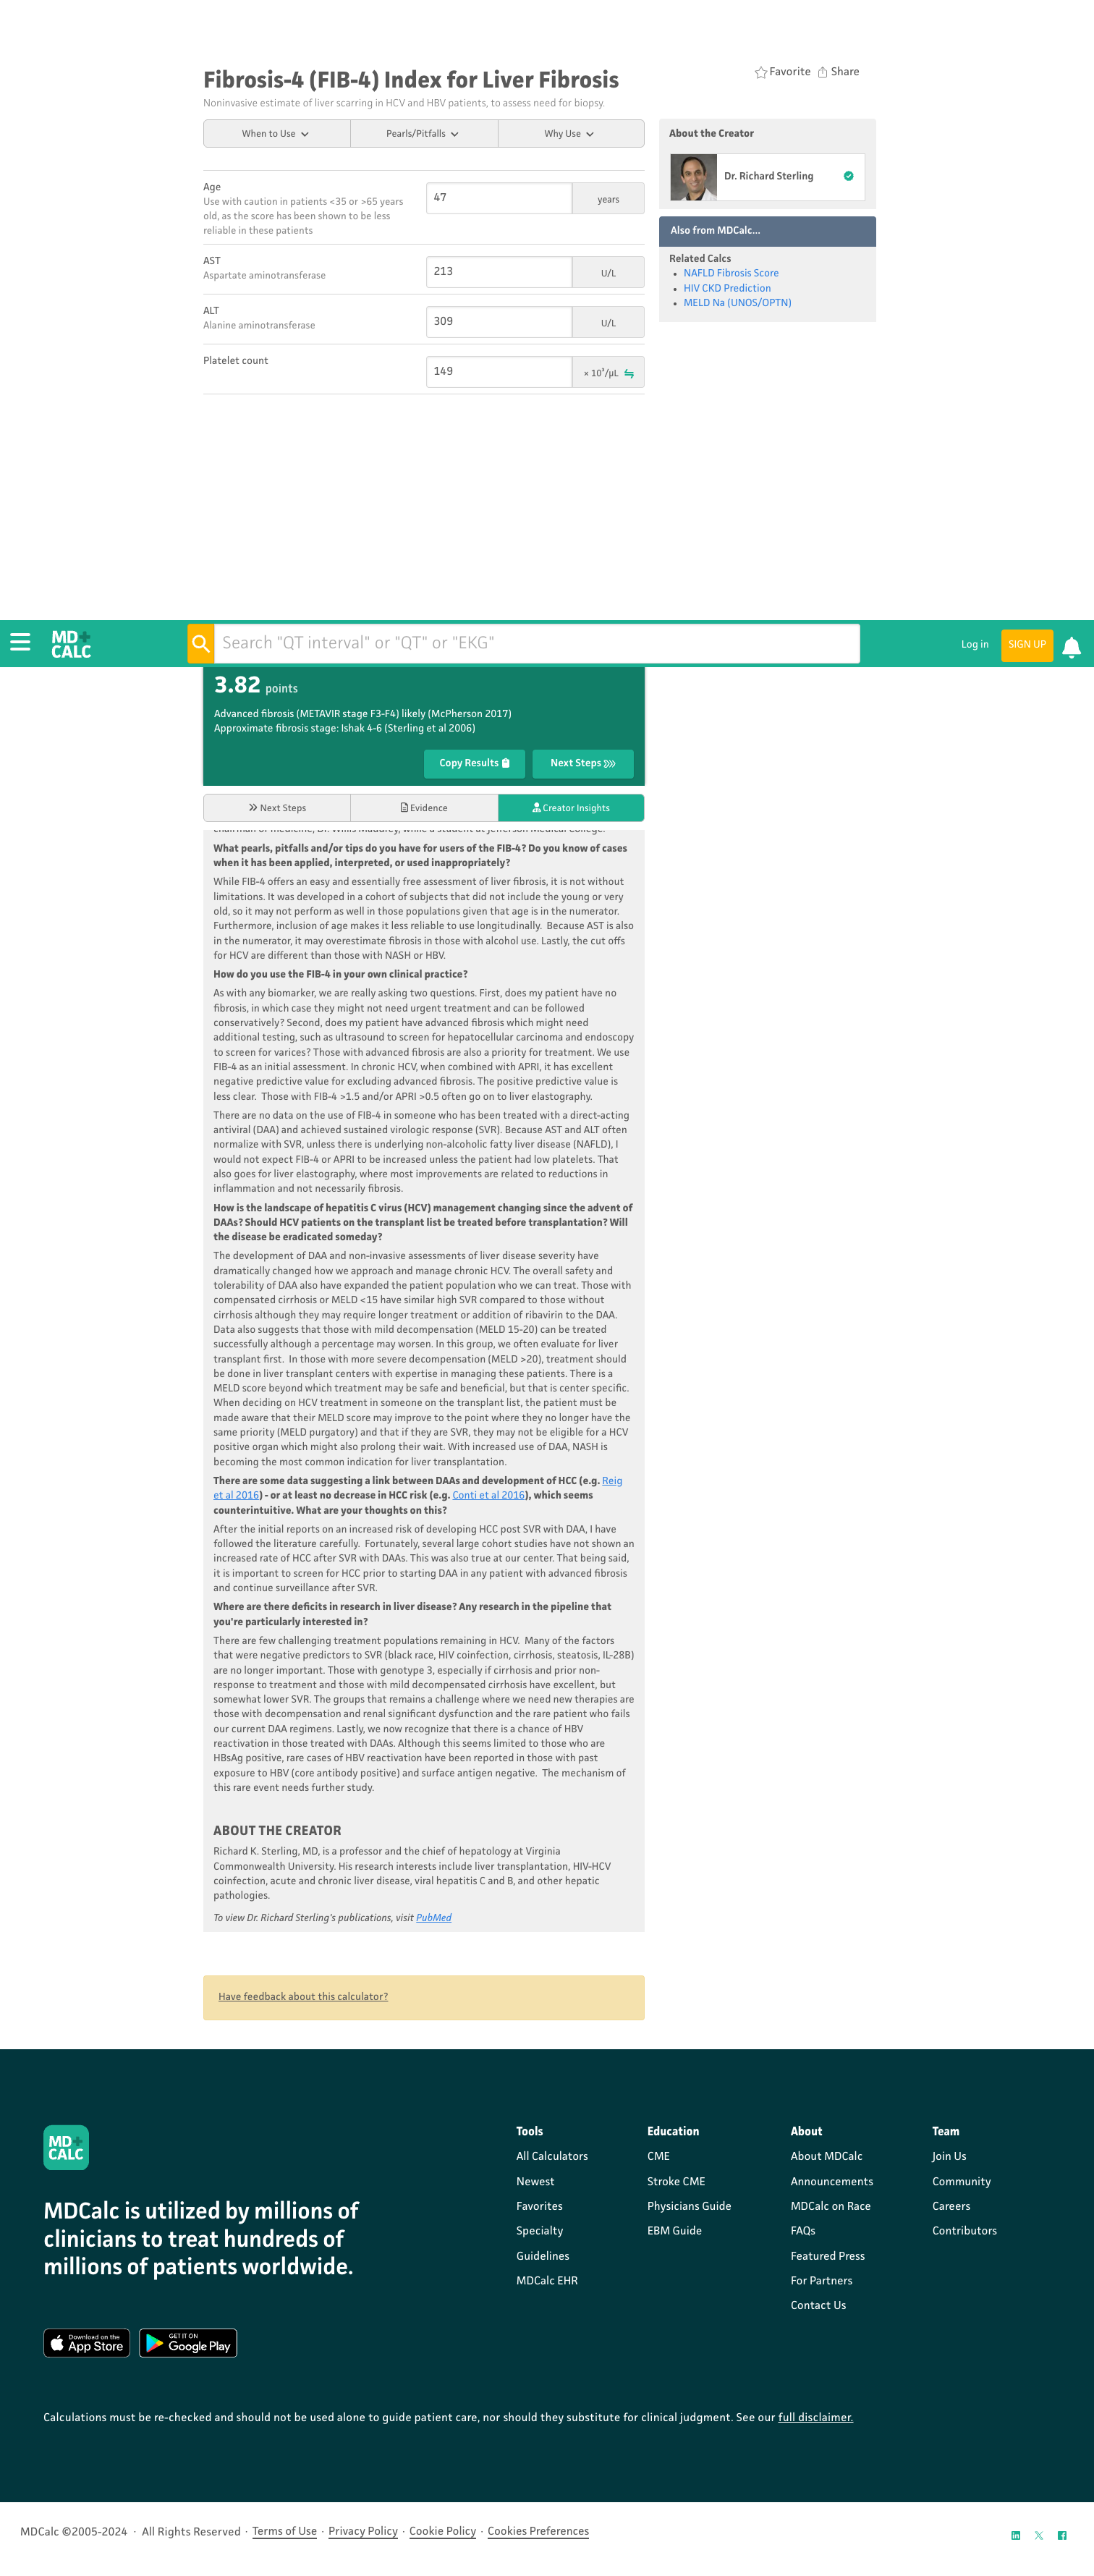 Fibrosis-4 (FIB-4) Index for Liver Fibrosis
Noninvasive estimate of liver scarring in HCV and HBV patients, to assess need for biopsy.
Favorite
Share
When to Use
Pearls/Pitfalls
Why Use
About the Creator
Dr. Richard Sterling
Also from MDCalc...
Related Calcs
NAFLD Fibrosis Score
HIV CKD Prediction
MELD Na (UNOS/OPTN)
Age
Use with caution in patients <35 or >65 years
old, as the score has been shown to be less
reliable in these patients
47
years
AST
Aspartate aminotransferase
213
U/L
ALT
Alanine aminotransferase
309
U/L
Platelet count
149
× 10³/µL
MD+
CALC
Search "QT interval" or "QT" or "EKG"
Log in
SIGN UP
3.82 points
Advanced fibrosis (METAVIR stage F3-F4) likely (McPherson 2017)
Approximate fibrosis stage: Ishak 4-6 (Sterling et al 2006)
Copy Results
Next Steps
Next Steps
Evidence
Creator Insights
chairman of medicine, Dr. Willis Maddrey, while a student at Jefferson Medical College.
What pearls, pitfalls and/or tips do you have for users of the FIB-4? Do you know of cases
when it has been applied, interpreted, or used inappropriately?
While FIB-4 offers an easy and essentially free assessment of liver fibrosis, it is not without
limitations. It was developed in a cohort of subjects that did not include the young or very
old, so it may not perform as well in those populations given that age is in the numerator.
Furthermore, inclusion of age makes it less reliable to use longitudinally. Because AST is also
in the numerator, it may overestimate fibrosis in those with alcohol use. Lastly, the cut offs
for HCV are different than those with NASH or HBV.
How do you use the FIB-4 in your own clinical practice?
As with any biomarker, we are really asking two questions. First, does my patient have no
fibrosis, in which case they might not need urgent treatment and can be followed
conservatively? Second, does my patient have advanced fibrosis which might need
additional testing, such as ultrasound to screen for hepatocellular carcinoma and endoscopy
to screen for varices? Those with advanced fibrosis are also a priority for treatment. We use
FIB-4 as an initial assessment. In chronic HCV, when combined with APRI, it has excellent
negative predictive value for excluding advanced fibrosis. The positive predictive value is
less clear. Those with FIB-4 >1.5 and/or APRI >0.5 often go on to liver elastography.
There are no data on the use of FIB-4 in someone who has been treated with a direct-acting
antiviral (DAA) and achieved sustained virologic response (SVR). Because AST and ALT often
normalize with SVR, unless there is underlying non-alcoholic fatty liver disease (NAFLD), I
would not expect FIB-4 or APRI to be increased unless the patient had low platelets. That
also goes for liver elastography, where most improvements are related to reductions in
inflammation and not necessarily fibrosis.
How is the landscape of hepatitis C virus (HCV) management changing since the advent of
DAAs? Should HCV patients on the transplant list be treated before transplantation? Will
the disease be eradicated someday?
The development of DAA and non-invasive assessments of liver disease severity have
dramatically changed how we approach and manage chronic HCV. The overall safety and
tolerability of DAA also have expanded the patient population who we can treat. Those with
compensated cirrhosis or MELD <15 have similar high SVR compared to those without
cirrhosis although they may require longer treatment or addition of ribavirin to the DAA.
Data also suggests that those with mild decompensation (MELD 15-20) can be treated
successfully although a percentage may worsen. In this group, we often evaluate for liver
transplant first. In those with more severe decompensation (MELD >20), treatment should
be done in liver transplant centers with expertise in managing these patients. There is a
MELD score beyond which treatment may be safe and beneficial, but that is center specific.
When deciding on HCV treatment in someone on the transplant list, the patient must be
made aware that their MELD score may improve to the point where they no longer have the
same priority (MELD purgatory) and that if they are SVR, they may not be eligible for a HCV
positive organ which might also prolong their wait. With increased use of DAA, NASH is
becoming the most common indication for liver transplantation.
There are some data suggesting a link between DAAs and development of HCC (e.g. Reig
et al 2016) - or at least no decrease in HCC risk (e.g. Conti et al 2016), which seems
counterintuitive. What are your thoughts on this?
After the initial reports on an increased risk of developing HCC post SVR with DAA, I have
followed the literature carefully. Fortunately, several large cohort studies have not shown an
increased rate of HCC after SVR with DAAs. This was also true at our center. That being said,
it is important to screen for HCC prior to starting DAA in any patient with advanced fibrosis
and continue surveillance after SVR.
Where are there deficits in research in liver disease? Any research in the pipeline that
you're particularly interested in?
There are few challenging treatment populations remaining in HCV. Many of the factors
that were negative predictors to SVR (black race, HIV coinfection, cirrhosis, steatosis, IL-28B)
are no longer important. Those with genotype 3, especially if cirrhosis and prior non-
response to treatment and those with mild decompensated cirrhosis have excellent, but
somewhat lower SVR. The groups that remains a challenge where we need new therapies are
those with decompensation and renal significant dysfunction and the rare patient who fails
our current DAA regimens. Lastly, we now recognize that there is a chance of HBV
reactivation in those treated with DAAs. Although this seems limited to those who are
HBsAg positive, rare cases of HBV reactivation have been reported in those with past
exposure to HBV (core antibody positive) and surface antigen negative. The mechanism of
this rare event needs further study.
ABOUT THE CREATOR
Richard K. Sterling, MD, is a professor and the chief of hepatology at Virginia
Commonwealth University. His research interests include liver transplantation, HIV-HCV
coinfection, acute and chronic liver disease, viral hepatitis C and B, and other hepatic
pathologies.
To view Dr. Richard Sterling's publications, visit PubMed
Have feedback about this calculator?
MD+
CALC
MDCalc is utilized by millions of
clinicians to treat hundreds of
millions of patients worldwide.
Download on the
App Store
GET IT ON
Google Play
Tools
All Calculators
Newest
Favorites
Specialty
Guidelines
MDCalc EHR
Education
CME
Stroke CME
Physicians Guide
EBM Guide
About
About MDCalc
Announcements
MDCalc on Race
FAQs
Featured Press
For Partners
Contact Us
Team
Join Us
Community
Careers
Contributors
Calculations must be re-checked and should not be used alone to guide patient care, nor should they substitute for clinical judgment. See our full disclaimer.
MDCalc ©2005-2024 · All Rights Reserved · Terms of Use · Privacy Policy · Cookie Policy · Cookies Preferences